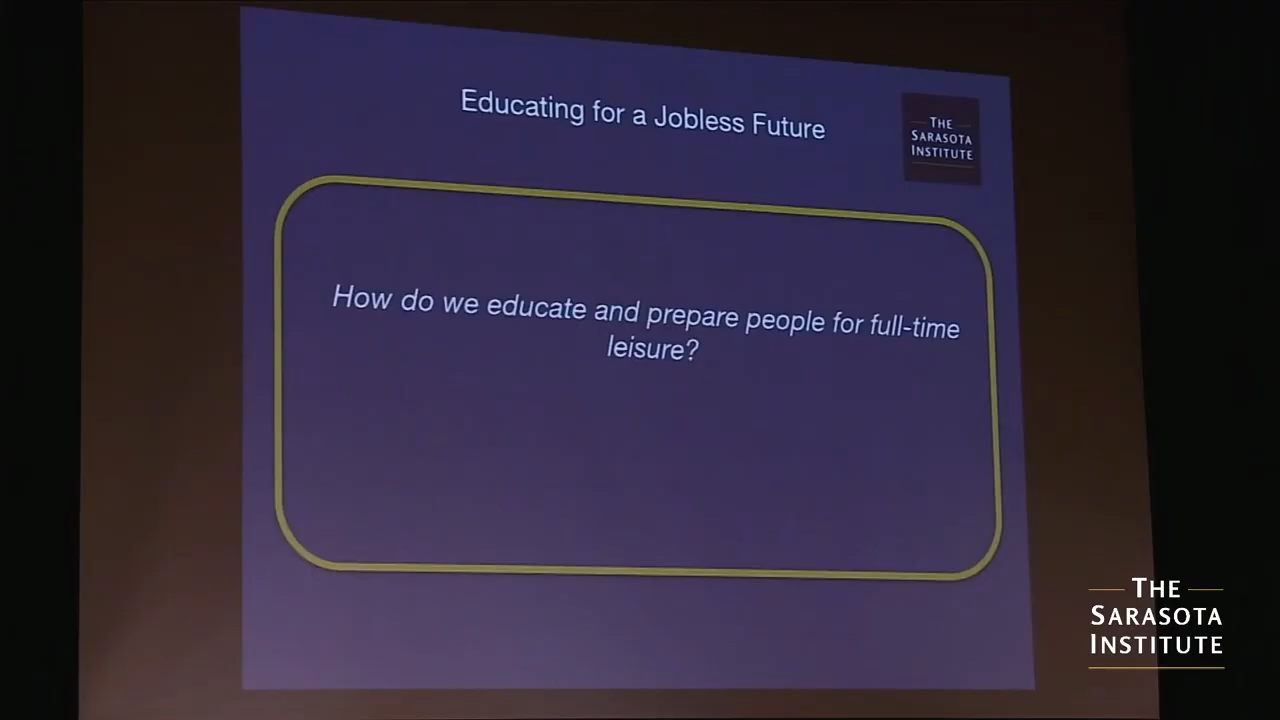 Educating for a Jobless Future
THE
SARASOTA
INSTITUTE
How do we educate and prepare people for full-time
leisure?
THE
SARASOTA
INSTITUTE